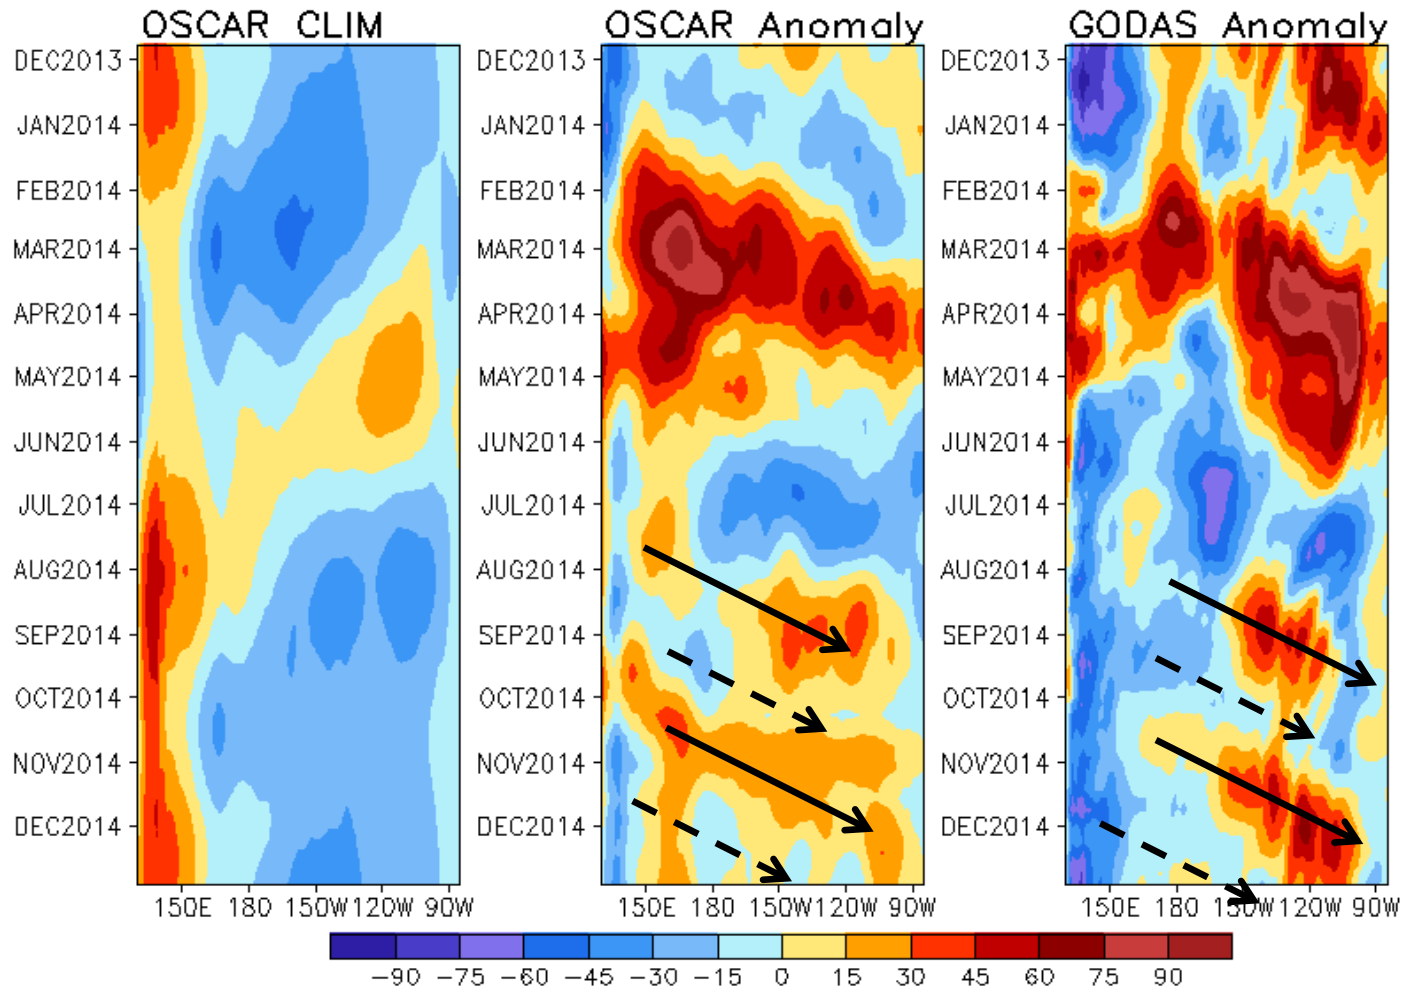 OSCAR CLIM
OSCAR Anomaly
GODAS Anomaly
DEC2013
JAN2014
FEB2014
MAR2014
APR2014
MAY2014
JUN2014
JUL2014
AUG2014
SEP2014
OCT2014
NOV2014
DEC2014
150E 180 150W 120W 90W
DEC2013
JAN2014
FEB2014
MAR2014
APR2014
MAY2014
JUN2014
JUL2014
AUG2014
SEP2014
OCT2014
NOV2014
DEC2014
150E 180 150W 120W 90W
DEC2013
JAN2014
FEB2014
MAR2014
APR2014
MAY2014
JUN2014
JUL2014
AUG2014
SEP2014
OCT2014
NOV2014
DEC2014
150E 180 150W 120W 90W
-90 -75 -60 -45 -30 -15 0 15 30 45 60 75 90